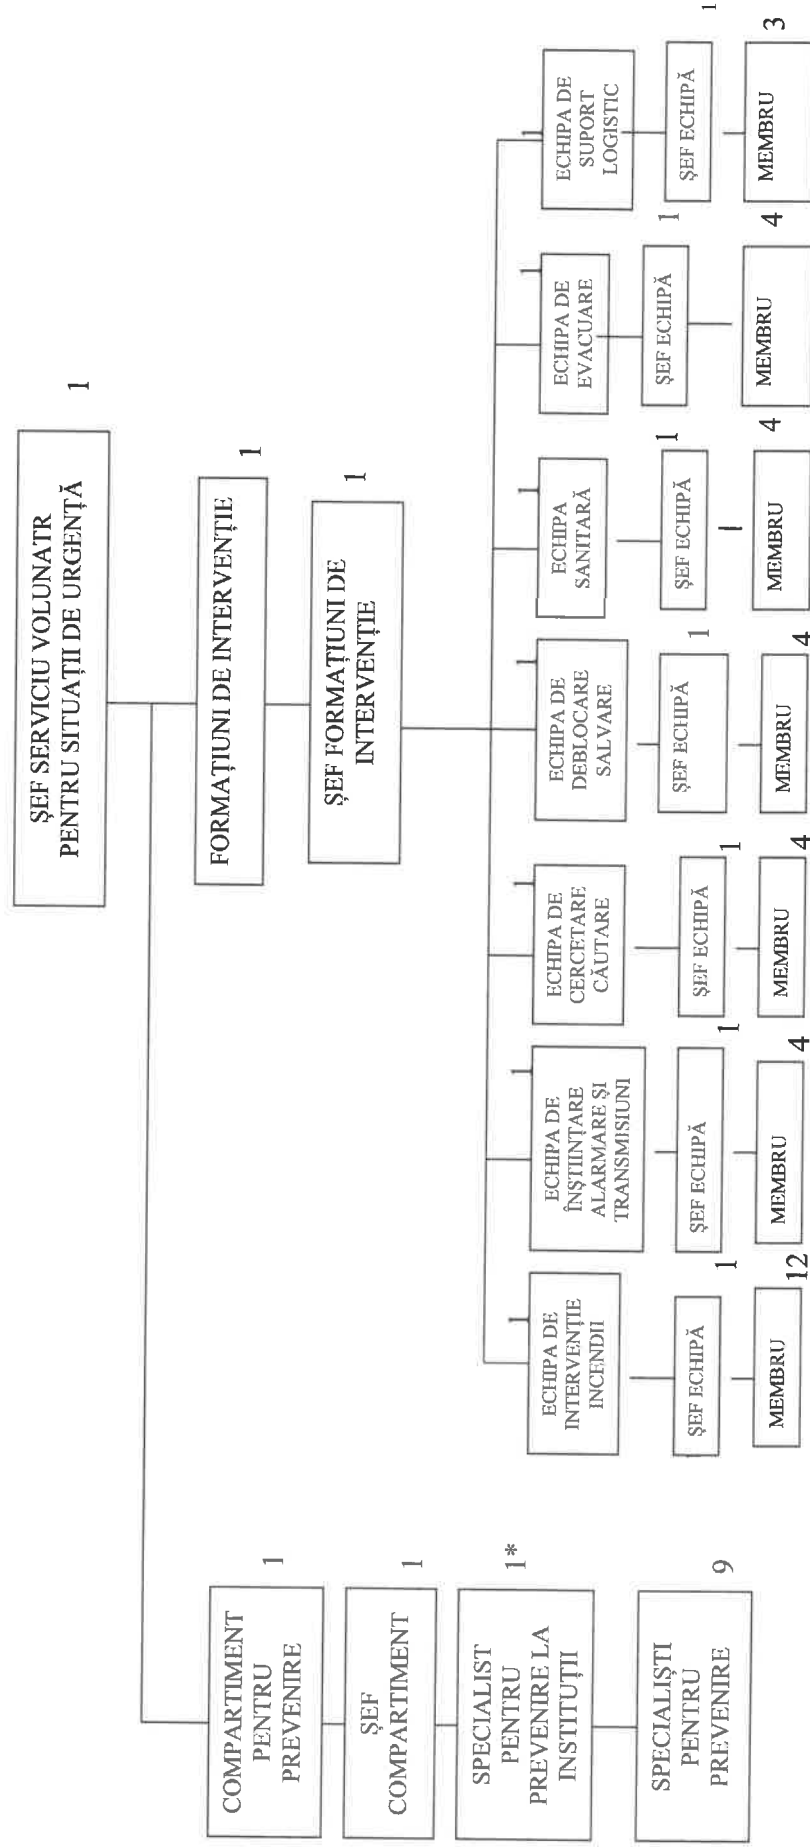 ȘEF SERVICIU VOLUNATR
PENTRU SITUAȚII DE URGENȚĂ
1
COMPARTIMENT
PENTRU
PREVENIRE
1
ȘEF
COMPARTIMENT
1
SPECIALIST
PENTRU
PREVENIRE LA
INSTITUȚII
1*
SPECIALIȘTI
PENTRU
PREVENIRE
9
FORMAȚIUNI DE INTERVENȚIE
1
ȘEF FORMAȚIUNI DE
INTERVENȚIE
1
ECHIPA DE
INTERVENȚIE
INCENDII
ȘEF ECHIPĂ
1
MEMBRU
12
ECHIPA DE
ÎNȘTIINȚARE
ALARMARE ȘI
TRANSMISIUNI
ȘEF ECHIPĂ
1
MEMBRU
4
ECHIPA DE
CERCETARE
CĂUTARE
ȘEF ECHIPĂ
1
MEMBRU
4
ECHIPA DE
DEBLOCARE
SALVARE
ȘEF ECHIPĂ
1
MEMBRU
4
ECHIPA
SANITARĂ
ȘEF ECHIPĂ
1
MEMBRU
4
ECHIPA DE
EVACUARE
ȘEF ECHIPĂ
1
MEMBRU
4
ECHIPA DE
SUPORT
LOGISTIC
ȘEF ECHIPĂ
1
MEMBRU
3